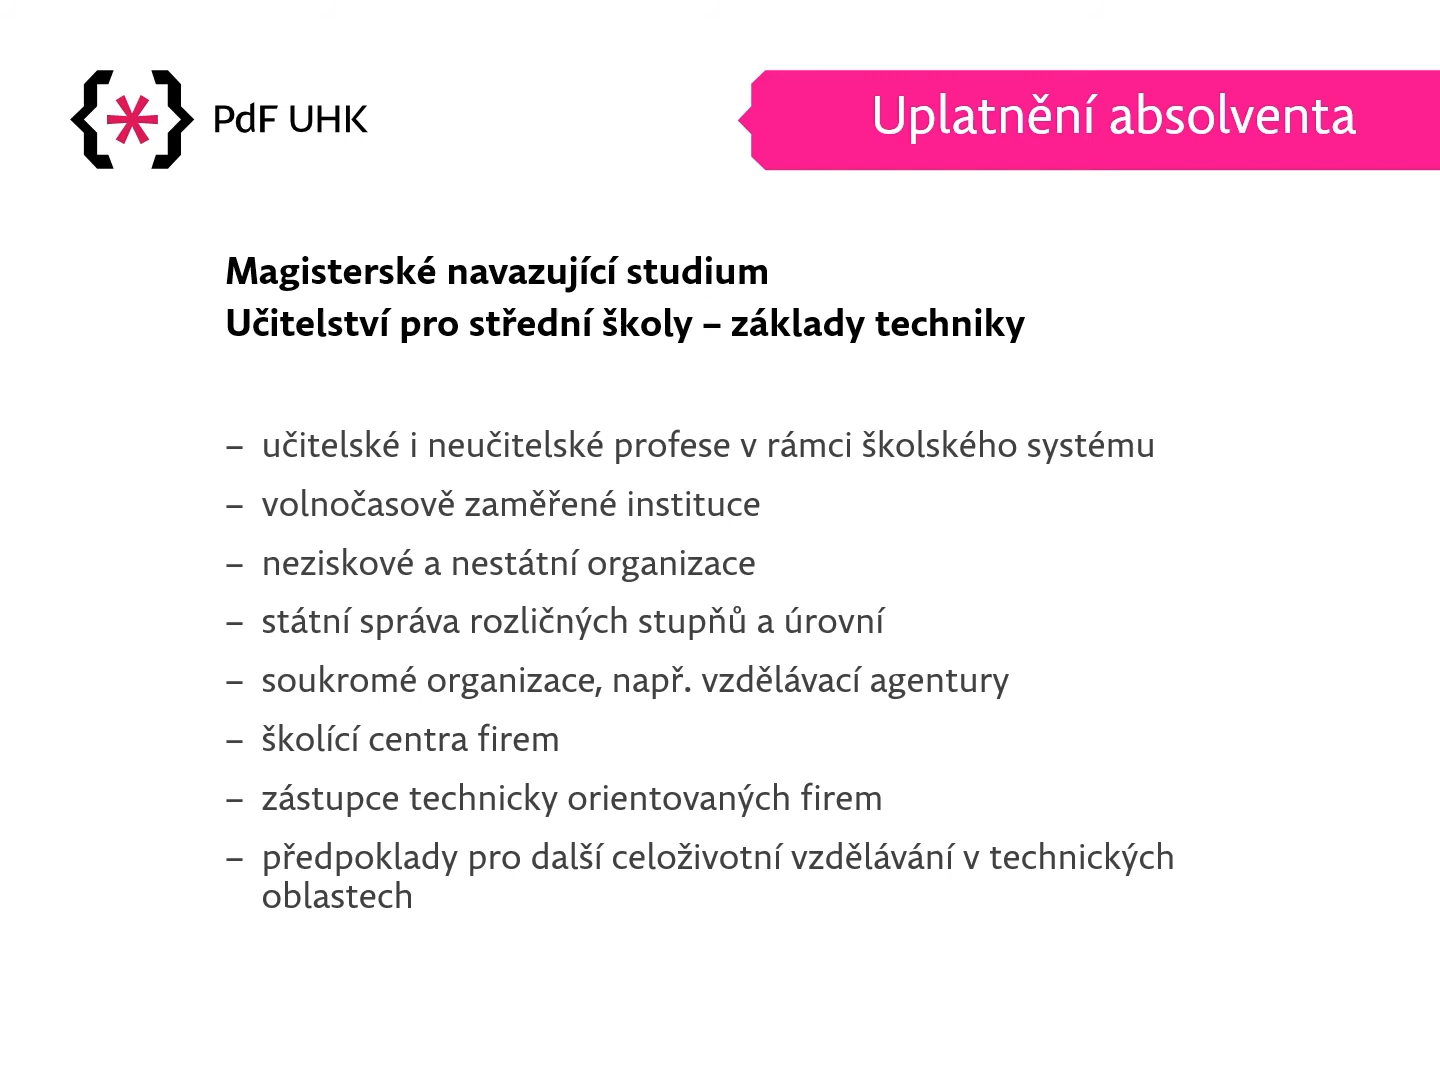 PdF UHK
Uplatnění absolventa
Magisterské navazující studium
Učitelství pro střední školy – základy techniky
– učitelské i neučitelské profese v rámci školského systému
– volnočasově zaměřené instituce
– neziskové a nestátní organizace
– státní správa rozličných stupňů a úrovní
– soukromé organizace, např. vzdělávací agentury
– školící centra firem
– zástupce technicky orientovaných firem
– předpoklady pro další celoživotní vzdělávání v technických
oblastech